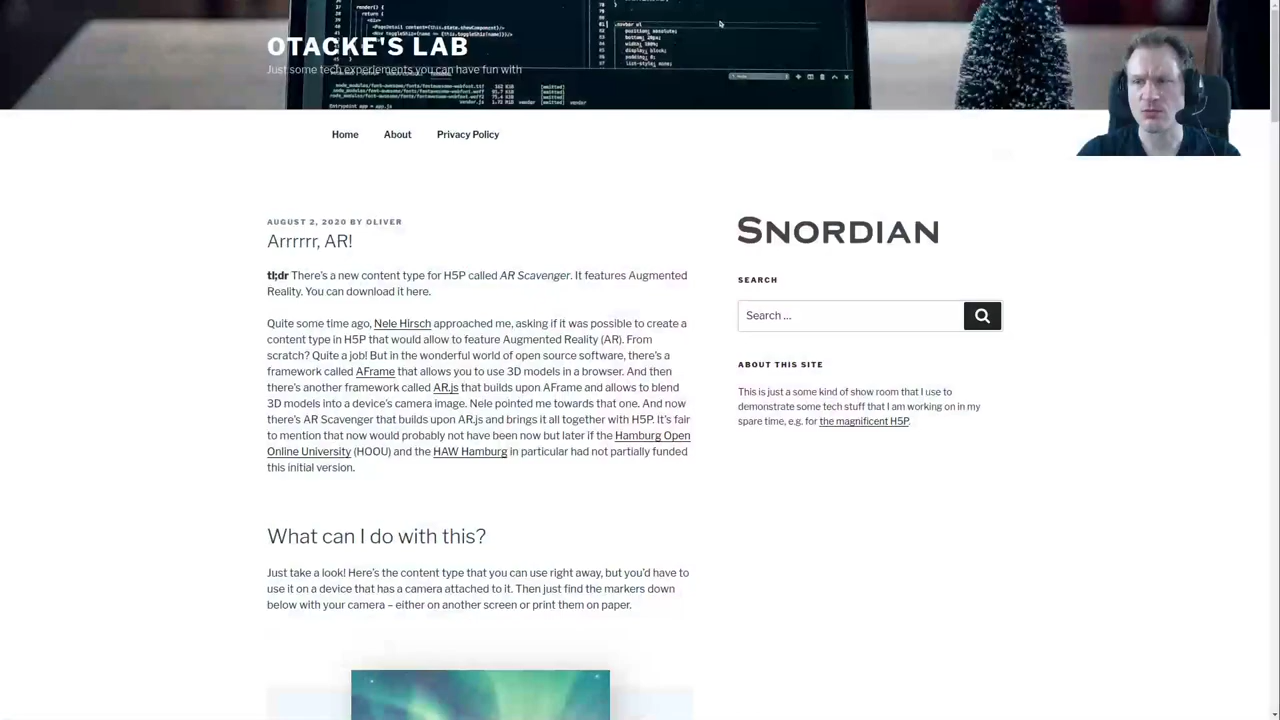 render() {
return (
<div>
OTACKE'S LAB
Just some tech experiements you can have fun with
Home About Privacy Policy
AUGUST 2, 2020 BY OLIVER
Arrrrrr, AR!
tl;dr There's a new content type for H5P called AR Scavenger. It features Augmented
Reality. You can download it here.
Quite some time ago, Nele Hirsch approached me, asking if it was possible to create a
content type in H5P that would allow to feature Augmented Reality (AR). From
scratch? Quite a job! But in the wonderful world of open source software, there's a
framework called AFrame that allows you to use 3D models in a browser. And then
there's another framework called AR.js that builds upon AFrame and allows to blend
3D models into a device's camera image. Nele pointed me towards that one. And now
there's AR Scavenger that builds upon AR.js and brings it all together with H5P. It's fair
to mention that now would probably not have been now but later if the Hamburg Open
Online University (HOOU) and the HAW Hamburg in particular had not partially funded
this initial version.
What can I do with this?
Just take a look! Here's the content type that you can use right away, but you'd have to
use it on a device that has a camera attached to it. Then just find the markers down
below with your camera – either on another screen or print them on paper.
SNORDIAN
SEARCH
Search ...
ABOUT THIS SITE
This is just a some kind of show room that I use to
demonstrate some tech stuff that I am working on in my
spare time, e.g. for the magnificent H5P.